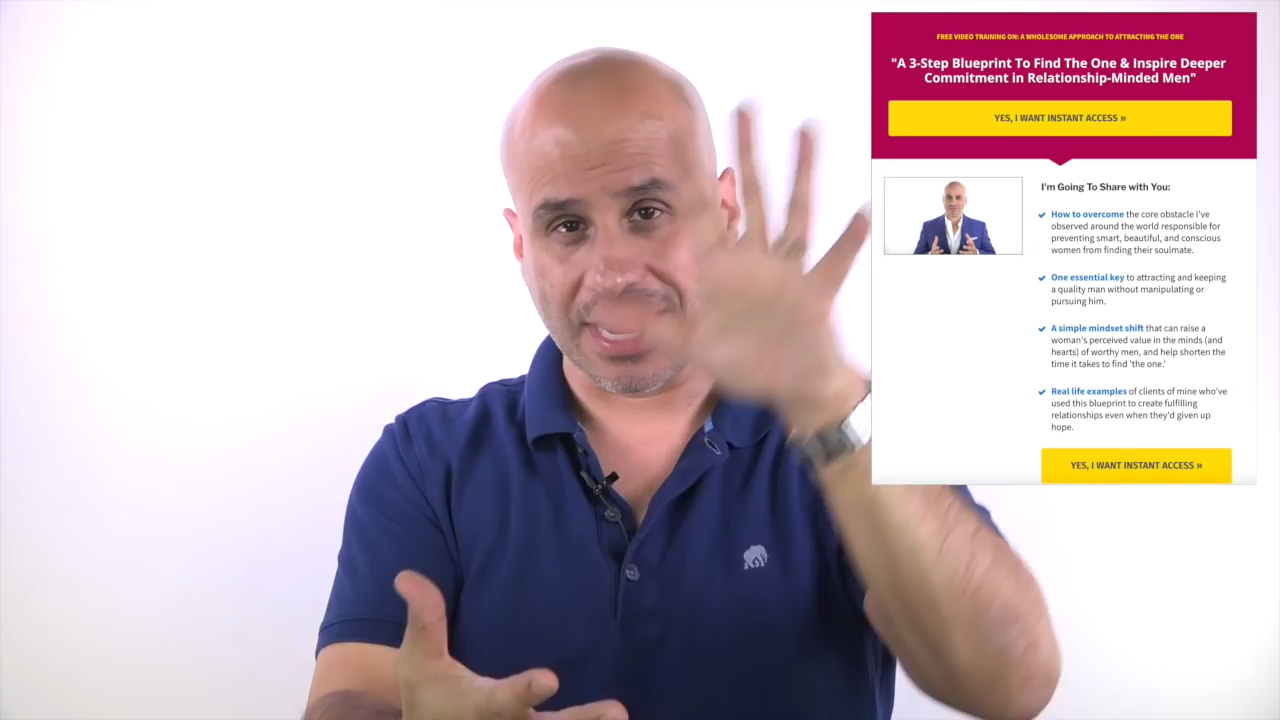 FREE VIDEO TRAINING ON: A WHOLESOME APPROACH TO ATTRACTING THE ONE
"A 3-Step Blueprint To Find The One & Inspire Deeper
Commitment in Relationship-Minded Men"
YES, I WANT INSTANT ACCESS »
I'm Going To Share with You:
How to overcome the core obstacle I've
observed around the world responsible for
preventing smart, beautiful, and conscious
women from finding their soulmate.
One essential key to attracting and keeping
a quality man without manipulating or
pursuing him.
A simple mindset shift that can raise a
woman's perceived value in the minds (and
hearts) of worthy men, and help shorten the
time it takes to find 'the one.'
Real life examples of clients of mine who've
used this blueprint to create fulfilling
relationships even when they'd given up
hope.
YES, I WANT INSTANT ACCESS »